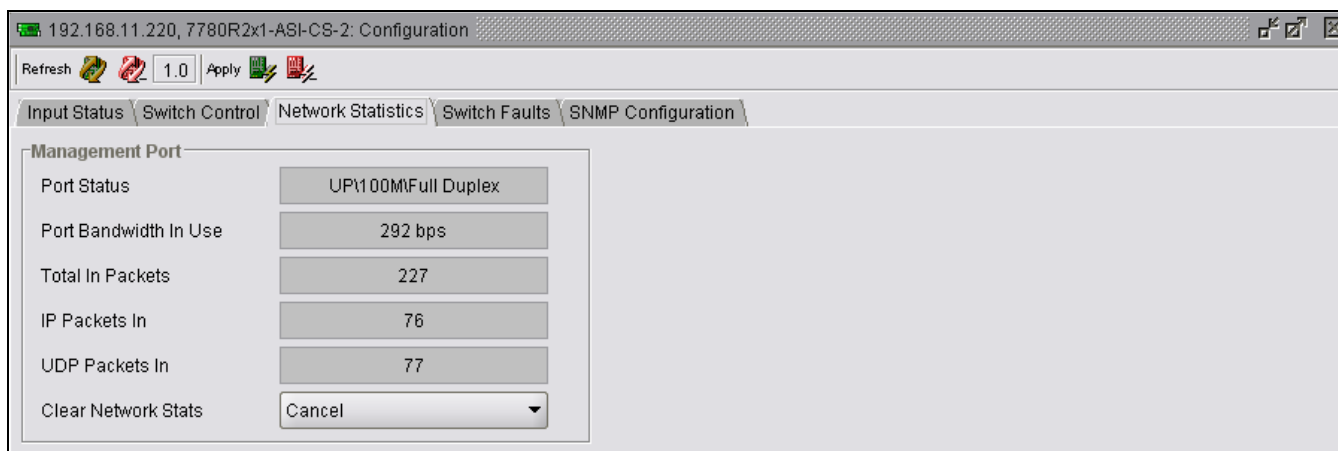 192.168.11.220, 7780R2x1-ASI-CS-2: Configuration
Refresh 1.0 Apply
Input Status Switch Control Network Statistics Switch Faults SNMP Configuration
Management Port
Port Status UP\100M\Full Duplex
Port Bandwidth In Use 292 bps
Total In Packets 227
IP Packets In 76
UDP Packets In 77
Clear Network Stats Cancel